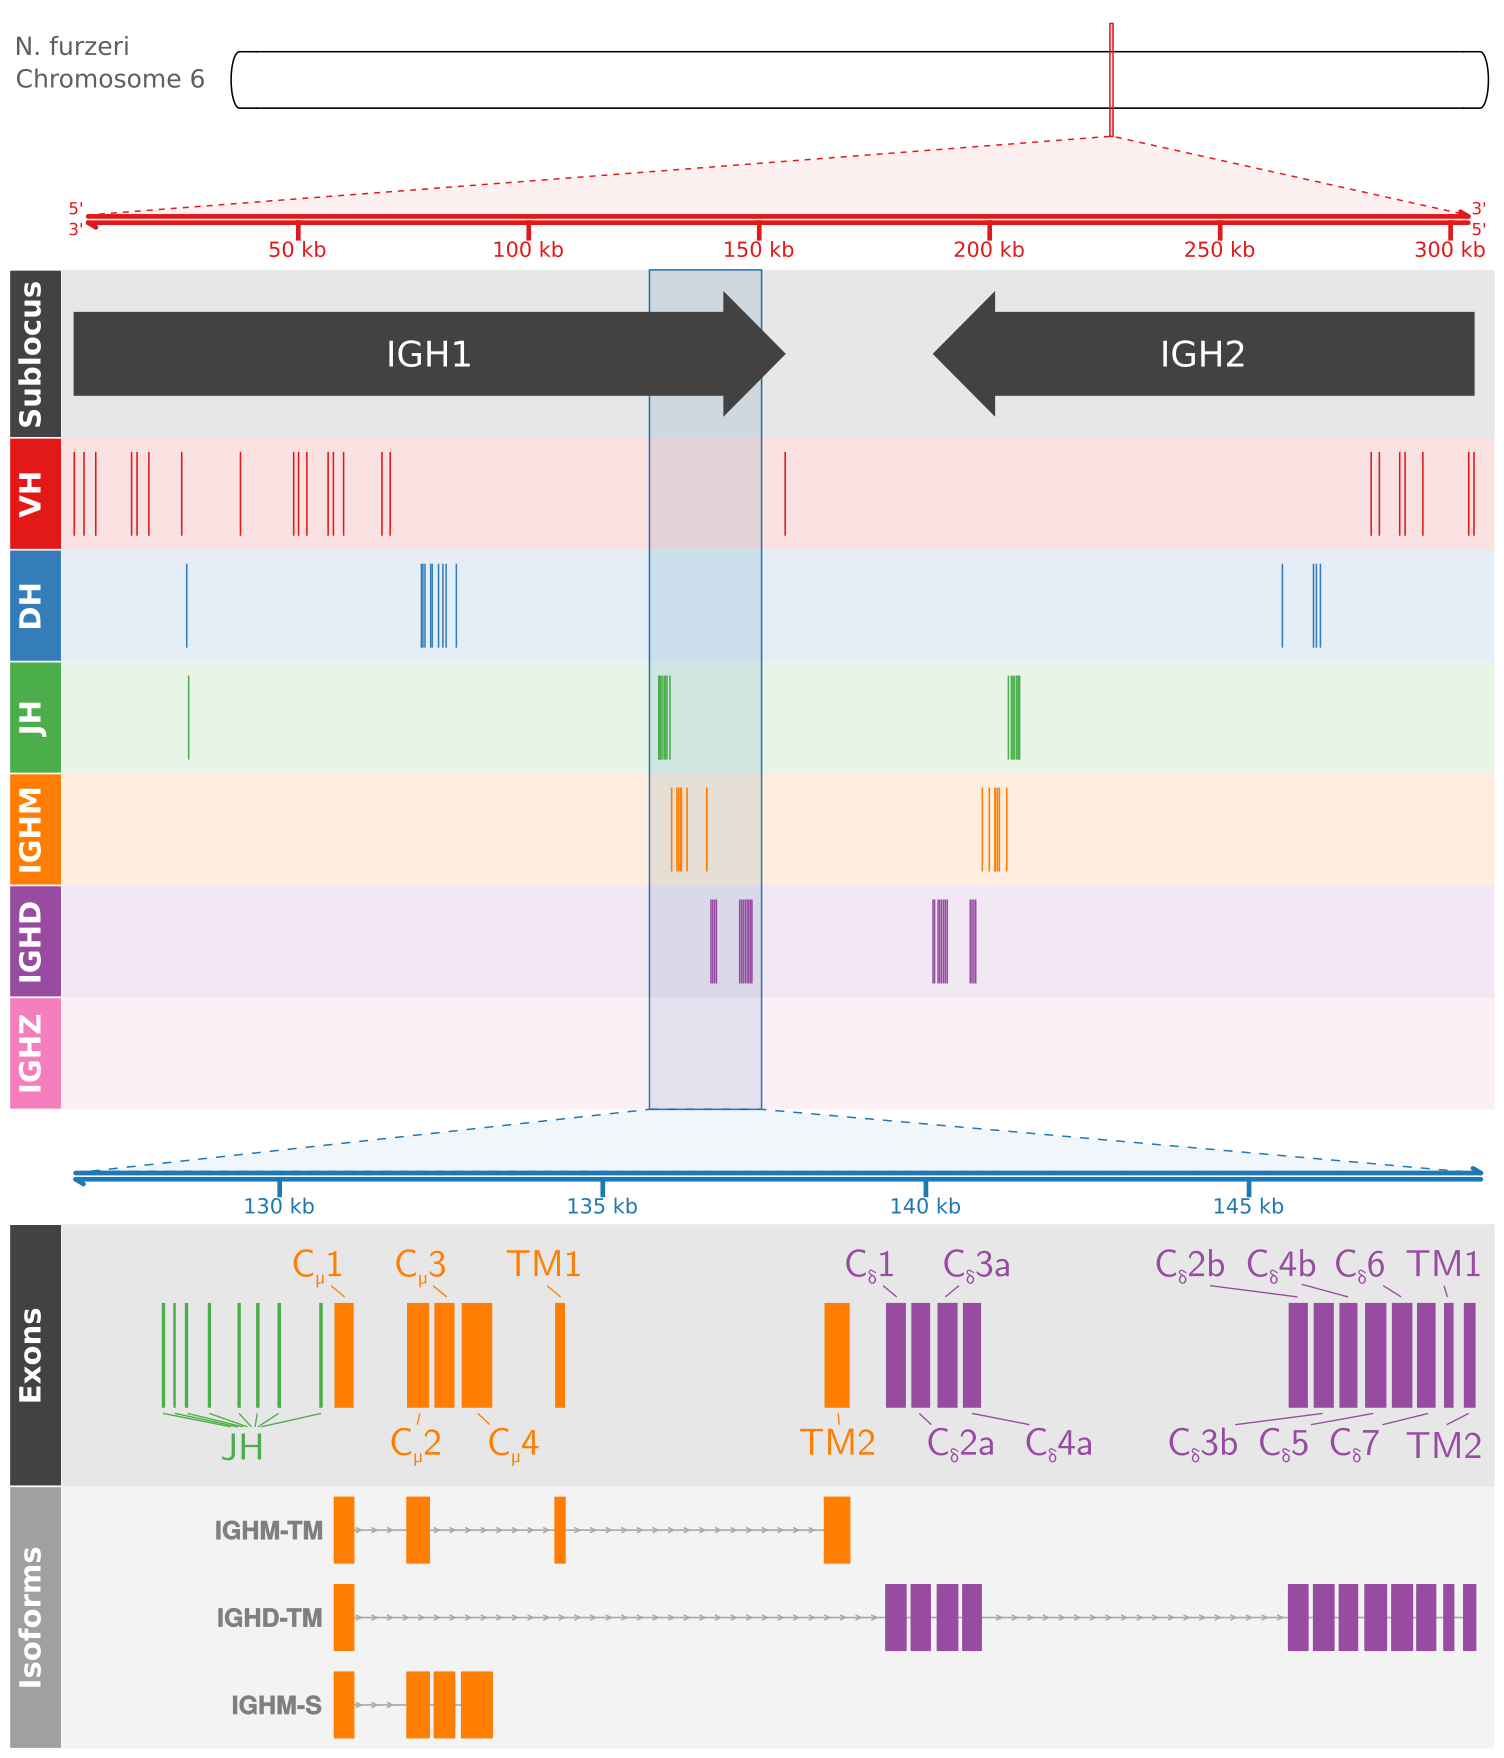 N. furzeri
Chromosome 6
5' 3'
3' 5'
50 kb 100 kb 150 kb 200 kb 250 kb 300 kb
Sublocus
IGH1 IGH2
VH
DH
JH
IGHM
IGHD
IGHZ
130 kb 135 kb 140 kb 145 kb
Exons
Cμ1 Cμ3 TM1 Cδ1 Cδ3a Cδ2b Cδ4b Cδ6 TM1
JH Cμ2 Cμ4 TM2 Cδ2a Cδ4a Cδ3b Cδ5 Cδ7 TM2
Isoforms
IGHM-TM
IGHD-TM
IGHM-S